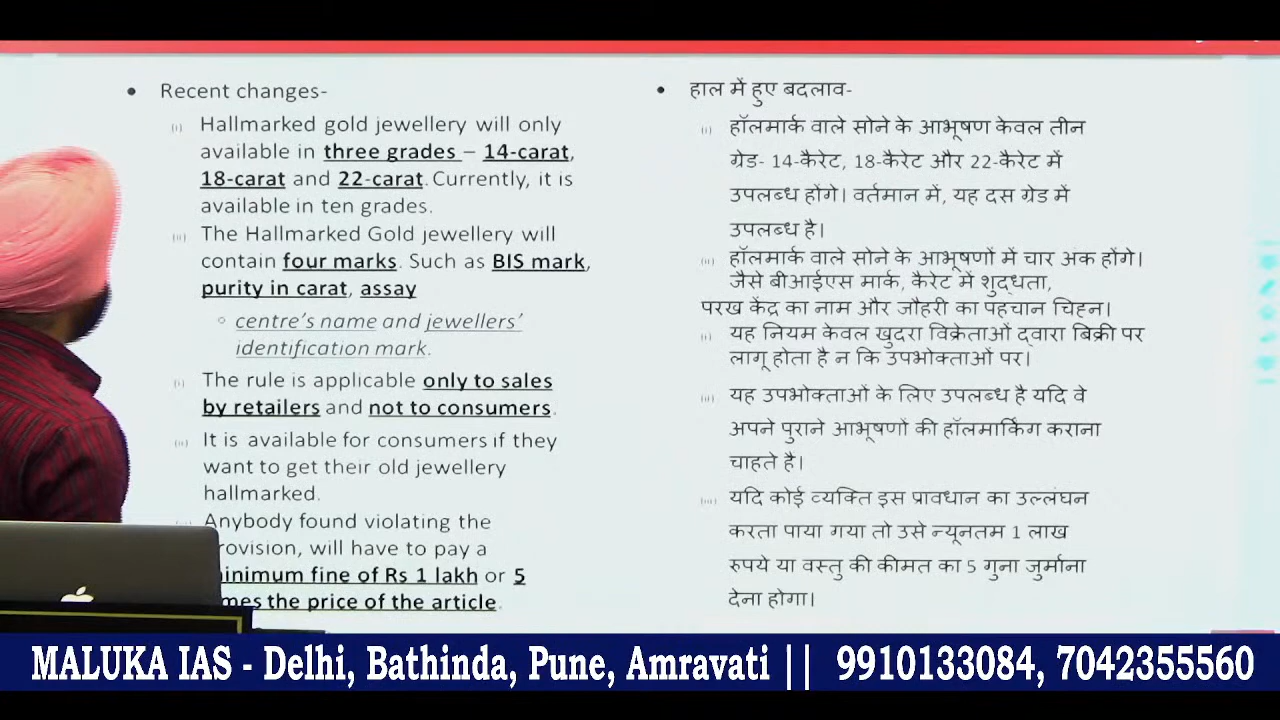 Recent changes-
Hallmarked gold jewellery will only
available in three grades – 14-carat,
18-carat and 22-carat. Currently, it is
available in ten grades.
The Hallmarked Gold jewellery will
contain four marks. Such as BIS mark,
purity in carat, assay
centre's name and jewellers'
identification mark.
The rule is applicable only to sales
by retailers and not to consumers.
It is available for consumers if they
want to get their old jewellery
hallmarked.
Anybody found violating the
rovision, will have to pay a
inimum fine of Rs 1 lakh or 5
mes the price of the article.
हाल में हुए बदलाव-
हॉलमार्क वाले सोने के आभूषण केवल तीन
ग्रेड- 14-कैरेट, 18-कैरेट और 22-कैरेट में
उपलब्ध होंगे। वर्तमान में, यह दस ग्रेड में
उपलब्ध है।
हॉलमार्क वाले सोने के आभूषणों में चार अंक होंगे।
जैसे बीआईएस मार्क, कैरेट में शुद्धता,
परख केंद्र का नाम और जौहरी का पहचान चिह्न।
यह नियम केवल खुदरा विक्रेताओं द्वारा बिक्री पर
लागू होता है न कि उपभोक्ताओं पर।
यह उपभोक्ताओं के लिए उपलब्ध है यदि वे
अपने पुराने आभूषणों की हॉलमार्किंग कराना
चाहते है।
यदि कोई व्यक्ति इस प्रावधान का उल्लंघन
करता पाया गया तो उसे न्यूनतम 1 लाख
रुपये या वस्तु की कीमत का 5 गुना जुर्माना
देना होगा।
MALUKA IAS - Delhi, Bathinda, Pune, Amravati || 9910133084, 7042355560